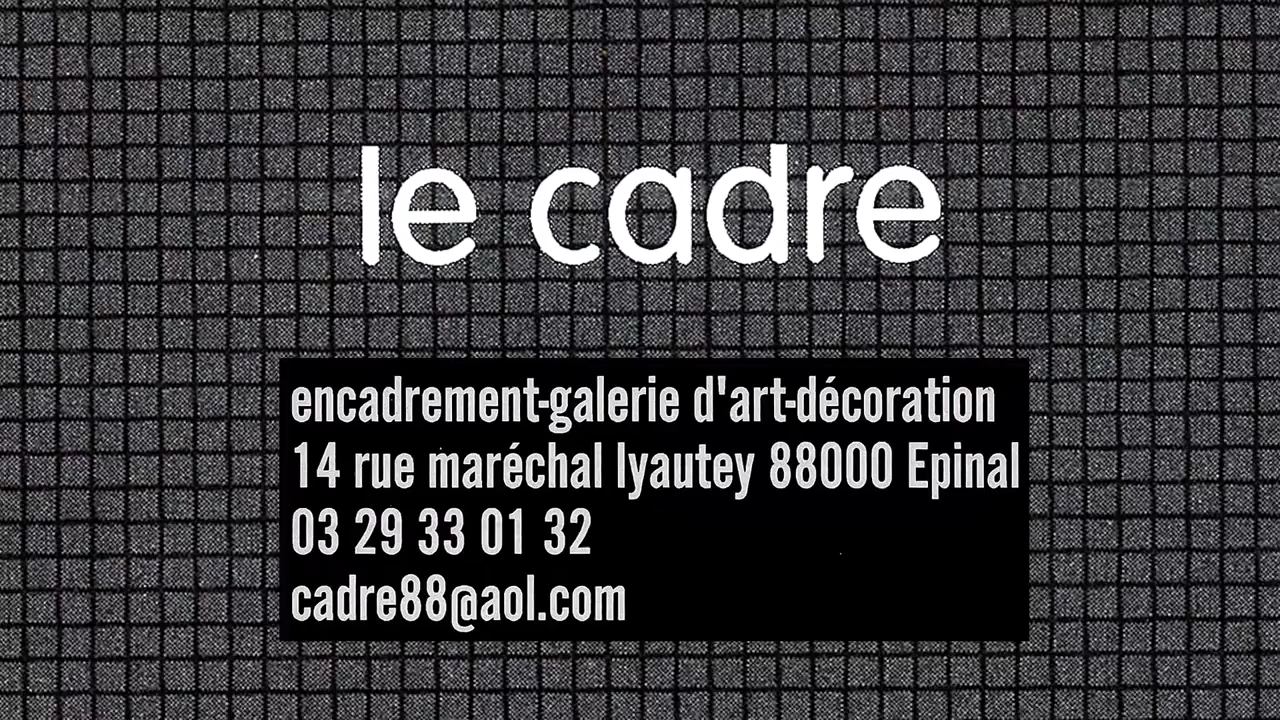 le cadre
encadrement-galerie d'art-décoration
14 rue maréchal lyautey 88000 Epinal
03 29 33 01 32
cadre88@aol.com